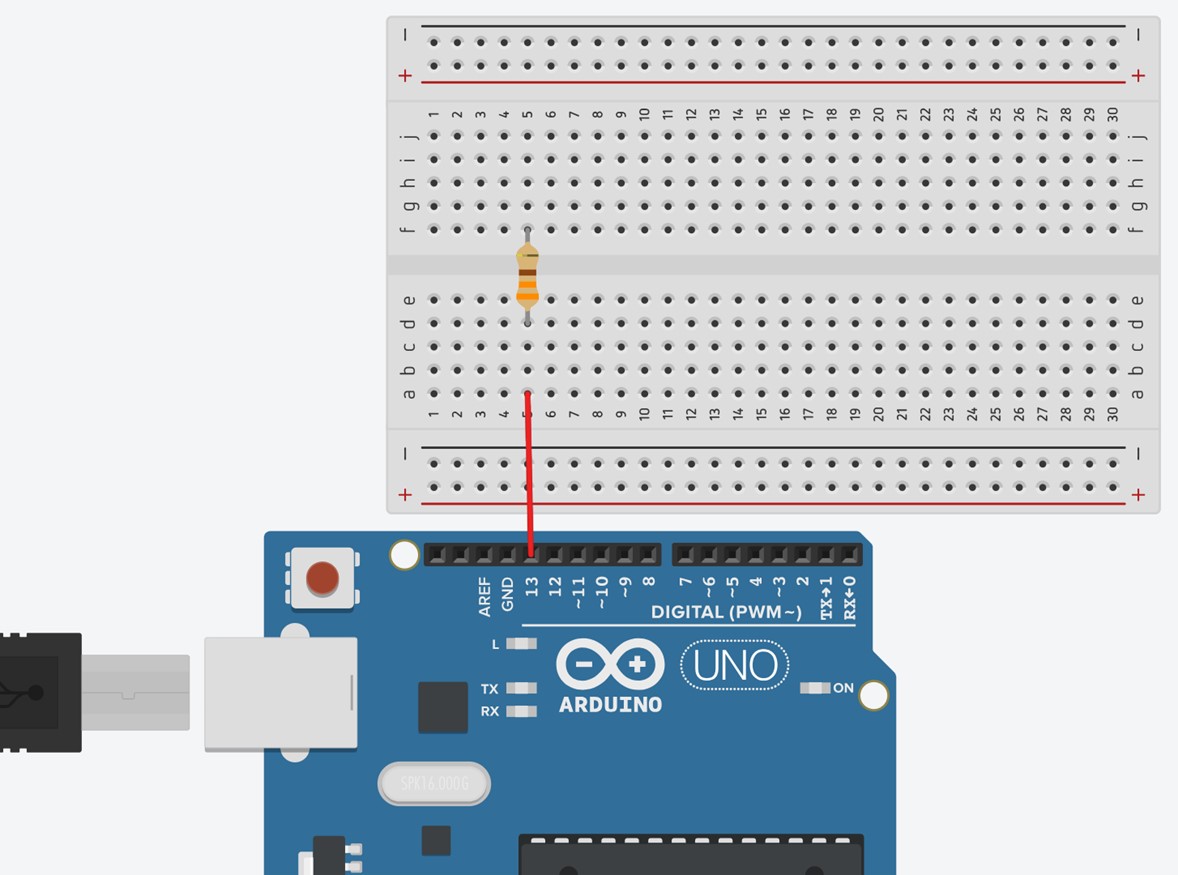 – –
+ +
1 2 3 4 5 6 7 8 9 10 11 12 13 14 15 16 17 18 19 20 21 22 23 24 25 26 27 28 29 30
j j
i i
h h
g g
f f
e e
d d
c c
b b
a a
1 2 3 4 5 6 7 8 9 10 11 12 13 14 15 16 17 18 19 20 21 22 23 24 25 26 27 28 29 30
– –
+ +
AREF GND 13 12 ~11 ~10 ~9 8 7 ~6 ~5 4 ~3 2 TX→1 RX←0
DIGITAL (PWM~)
L
UNO
TX
ON
RX
ARDUINO
SPK16.000G